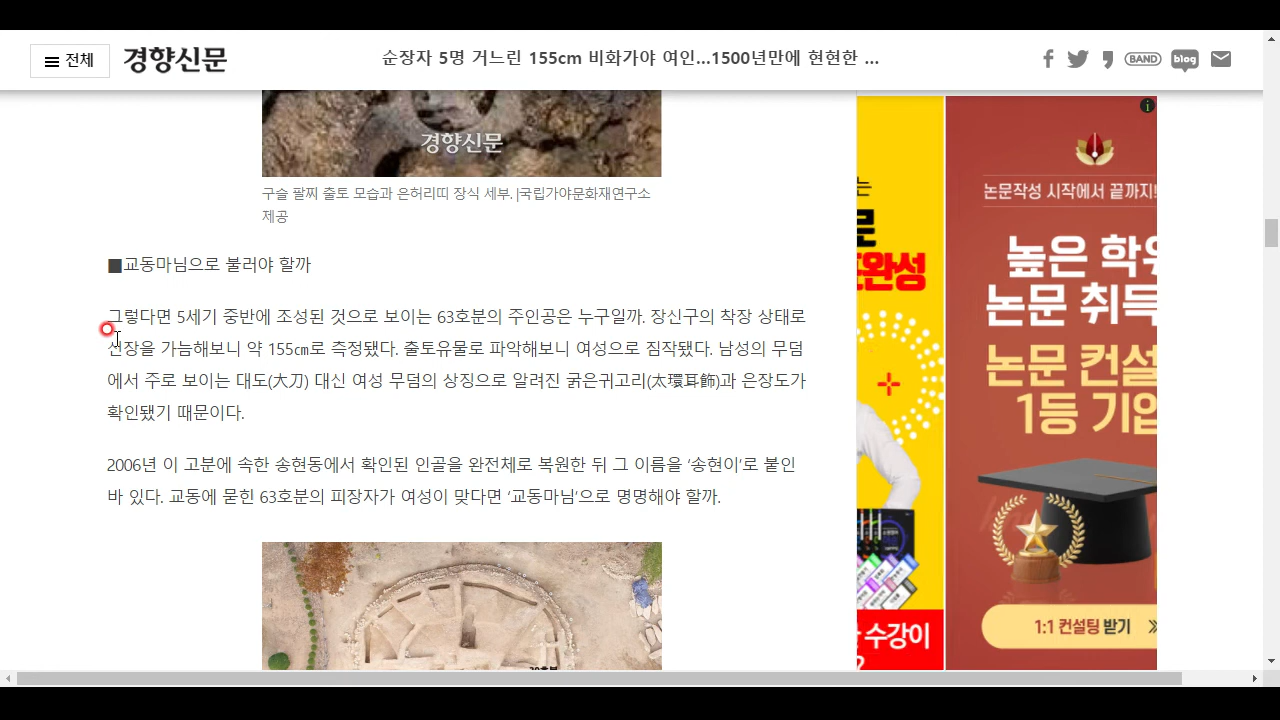 전체
경향신문
순장자 5명 거느린 155cm 비화가야 여인...1500년만에 현현한 ...
BAND
blog
경향신문
구슬 팔찌 출토 모습과 은허리띠 장식 세부. |국립가야문화재연구소
제공
■교동마님으로 불러야 할까
그렇다면 5세기 중반에 조성된 것으로 보이는 63호분의 주인공은 누구일까. 장신구의 착장 상태로
신장을 가늠해보니 약 155㎝로 측정됐다. 출토유물로 파악해보니 여성으로 짐작됐다. 남성의 무덤
에서 주로 보이는 대도(大刀) 대신 여성 무덤의 상징으로 알려진 굵은귀고리(太環耳飾)과 은장도가
확인됐기 때문이다.
2006년 이 고분에 속한 송현동에서 확인된 인골을 완전체로 복원한 뒤 그 이름을 ‘송현이’로 붙인
바 있다. 교동에 묻힌 63호분의 피장자가 여성이 맞다면 ‘교동마님’으로 명명해야 할까.
는
로
완성
수강이
?
논문작성 시작에서 끝까지!
높은 학위
논문 취득
논문 컨설
1등 기업
1:1 컨설팅 받기